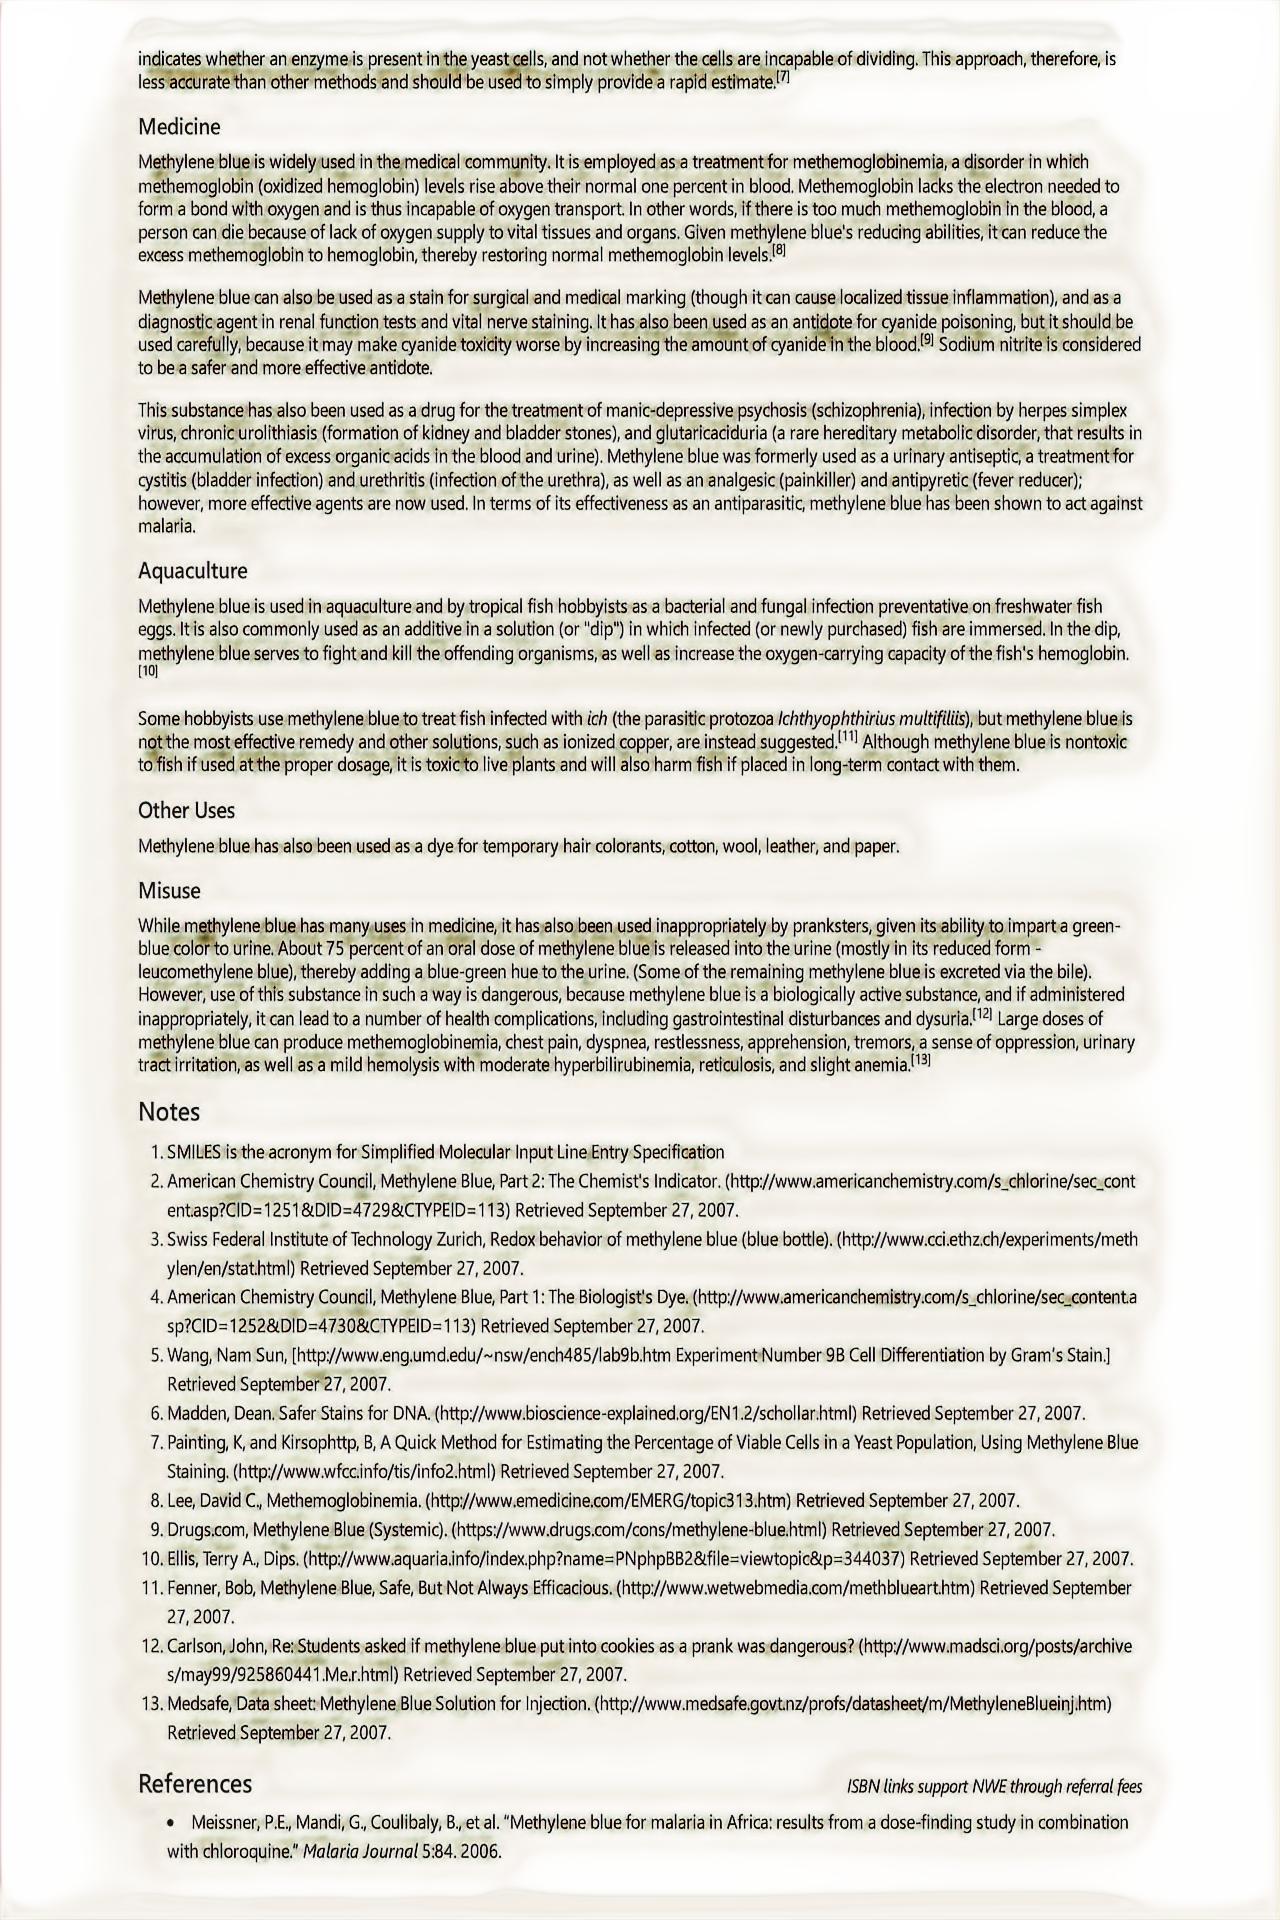 indicates whether an enzyme is present in the yeast cells, and not whether the cells are incapable of dividing. This approach, therefore, is
less accurate than other methods and should be used to simply provide a rapid estimate.[7]
Medicine
Methylene blue is widely used in the medical community. It is employed as a treatment for methemoglobinemia, a disorder in which
methemoglobin (oxidized hemoglobin) levels rise above their normal one percent in blood. Methemoglobin lacks the electron needed to
form a bond with oxygen and is thus incapable of oxygen transport. In other words, if there is too much methemoglobin in the blood, a
person can die because of lack of oxygen supply to vital tissues and organs. Given methylene blue's reducing abilities, it can reduce the
excess methemoglobin to hemoglobin, thereby restoring normal methemoglobin levels.[8]
Methylene blue can also be used as a stain for surgical and medical marking (though it can cause localized tissue inflammation), and as a
diagnostic agent in renal function tests and vital nerve staining. It has also been used as an antidote for cyanide poisoning, but it should be
used carefully, because it may make cyanide toxicity worse by increasing the amount of cyanide in the blood.[9] Sodium nitrite is considered
to be a safer and more effective antidote.
This substance has also been used as a drug for the treatment of manic-depressive psychosis (schizophrenia), infection by herpes simplex
virus, chronic urolithiasis (formation of kidney and bladder stones), and glutaricaciduria (a rare hereditary metabolic disorder, that results in
the accumulation of excess organic acids in the blood and urine). Methylene blue was formerly used as a urinary antiseptic, a treatment for
cystitis (bladder infection) and urethritis (infection of the urethra), as well as an analgesic (painkiller) and antipyretic (fever reducer);
however, more effective agents are now used. In terms of its effectiveness as an antiparasitic, methylene blue has been shown to act against
malaria.
Aquaculture
Methylene blue is used in aquaculture and by tropical fish hobbyists as a bacterial and fungal infection preventative on freshwater fish
eggs. It is also commonly used as an additive in a solution (or "dip") in which infected (or newly purchased) fish are immersed. In the dip,
methylene blue serves to fight and kill the offending organisms, as well as increase the oxygen-carrying capacity of the fish's hemoglobin.
[10]
Some hobbyists use methylene blue to treat fish infected with ich (the parasitic protozoa Ichthyophthirius multifiliis), but methylene blue is
not the most effective remedy and other solutions, such as ionized copper, are instead suggested.[11] Although methylene blue is nontoxic
to fish if used at the proper dosage, it is toxic to live plants and will also harm fish if placed in long-term contact with them.
Other Uses
Methylene blue has also been used as a dye for temporary hair colorants, cotton, wool, leather, and paper.
Misuse
While methylene blue has many uses in medicine, it has also been used inappropriately by pranksters, given its ability to impart a green-
blue color to urine. About 75 percent of an oral dose of methylene blue is released into the urine (mostly in its reduced form -
leucomethylene blue), thereby adding a blue-green hue to the urine. (Some of the remaining methylene blue is excreted via the bile).
However, use of this substance in such a way is dangerous, because methylene blue is a biologically active substance, and if administered
inappropriately, it can lead to a number of health complications, including gastrointestinal disturbances and dysuria.[12] Large doses of
methylene blue can produce methemoglobinemia, chest pain, dyspnea, restlessness, apprehension, tremors, a sense of oppression, urinary
tract irritation, as well as a mild hemolysis with moderate hyperbilirubinemia, reticulosis, and slight anemia.[13]
Notes
1. SMILES is the acronym for Simplified Molecular Input Line Entry Specification
2. American Chemistry Council, Methylene Blue, Part 2: The Chemist's Indicator. (http://www.americanchemistry.com/s_chlorine/sec_cont
ent.asp?CID=1251&DID=4729&CTYPEID=113) Retrieved September 27, 2007.
3. Swiss Federal Institute of Technology Zurich, Redox behavior of methylene blue (blue bottle). (http://www.cci.ethz.ch/experiments/meth
ylen/en/stat.html) Retrieved September 27, 2007.
4. American Chemistry Council, Methylene Blue, Part 1: The Biologist's Dye. (http://www.americanchemistry.com/s_chlorine/sec_content.a
sp?CID=1252&DID=4730&CTYPEID=113) Retrieved September 27, 2007.
5. Wang, Nam Sun, [http://www.eng.umd.edu/~nsw/ench485/lab9b.htm Experiment Number 9B Cell Differentiation by Gram's Stain.]
Retrieved September 27, 2007.
6. Madden, Dean. Safer Stains for DNA. (http://www.bioscience-explained.org/EN1.2/schollar.html) Retrieved September 27, 2007.
7. Painting, K, and Kirsophttp, B, A Quick Method for Estimating the Percentage of Viable Cells in a Yeast Population, Using Methylene Blue
Staining. (http://www.wfcc.info/tis/info2.html) Retrieved September 27, 2007.
8. Lee, David C., Methemoglobinemia. (http://www.emedicine.com/EMERG/topic313.htm) Retrieved September 27, 2007.
9. Drugs.com, Methylene Blue (Systemic). (https://www.drugs.com/cons/methylene-blue.html) Retrieved September 27, 2007.
10. Ellis, Terry A., Dips. (http://www.aquaria.info/index.php?name=PNphpBB2&file=viewtopic&p=344037) Retrieved September 27, 2007.
11. Fenner, Bob, Methylene Blue, Safe, But Not Always Efficacious. (http://www.wetwebmedia.com/methblueart.htm) Retrieved September
27, 2007.
12. Carlson, John, Re: Students asked if methylene blue put into cookies as a prank was dangerous? (http://www.madsci.org/posts/archive
s/may99/925860441.Me.r.html) Retrieved September 27, 2007.
13. Medsafe, Data sheet: Methylene Blue Solution for Injection. (http://www.medsafe.govt.nz/profs/datasheet/m/MethyleneBlueinj.htm)
Retrieved September 27, 2007.
References
ISBN links support NWE through referral fees
• Meissner, P.E., Mandi, G., Coulibaly, B., et al. "Methylene blue for malaria in Africa: results from a dose-finding study in combination
with chloroquine." Malaria Journal 5:84. 2006.